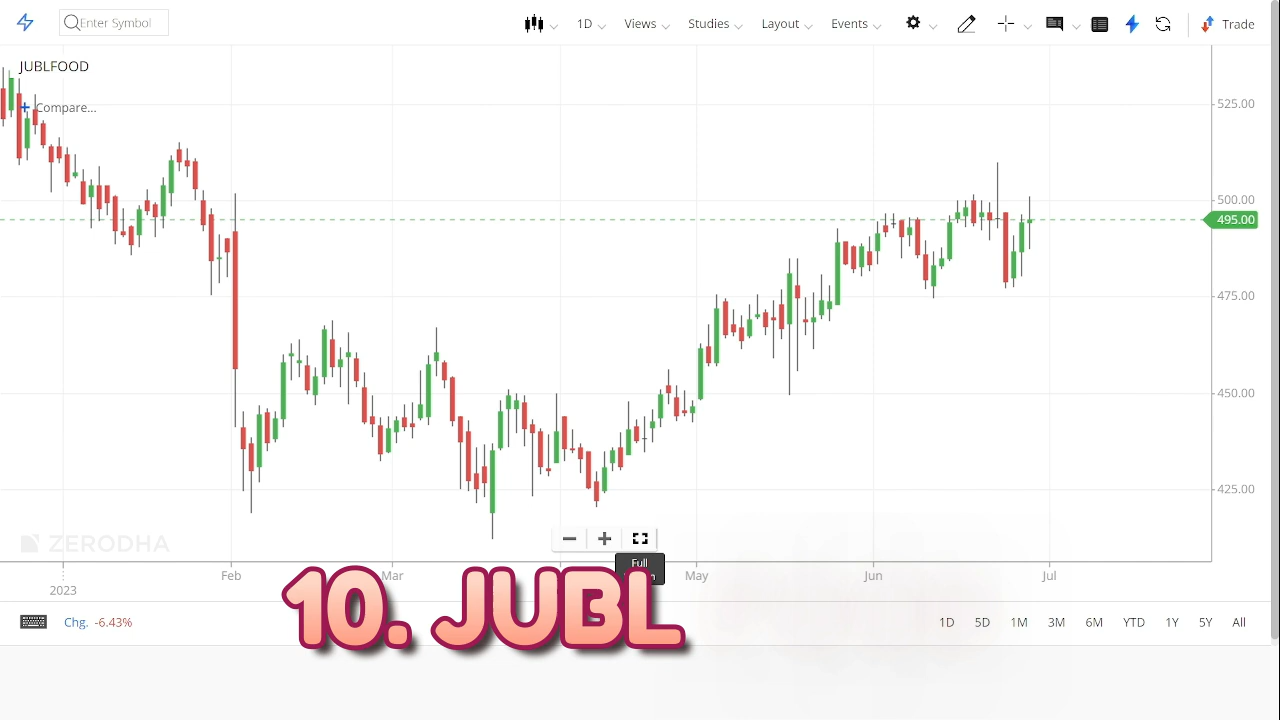 Enter Symbol
1D
Views
Studies
Layout
Events
Trade
JUBLFOOD
Compare...
525.00
500.00
495.00
475.00
450.00
425.00
ZERODHA
Full
2023
Feb
Mar
May
Jun
Jul
10. JUBL
Chg. -6.43%
1D 5D 1M 3M 6M YTD 1Y 5Y All